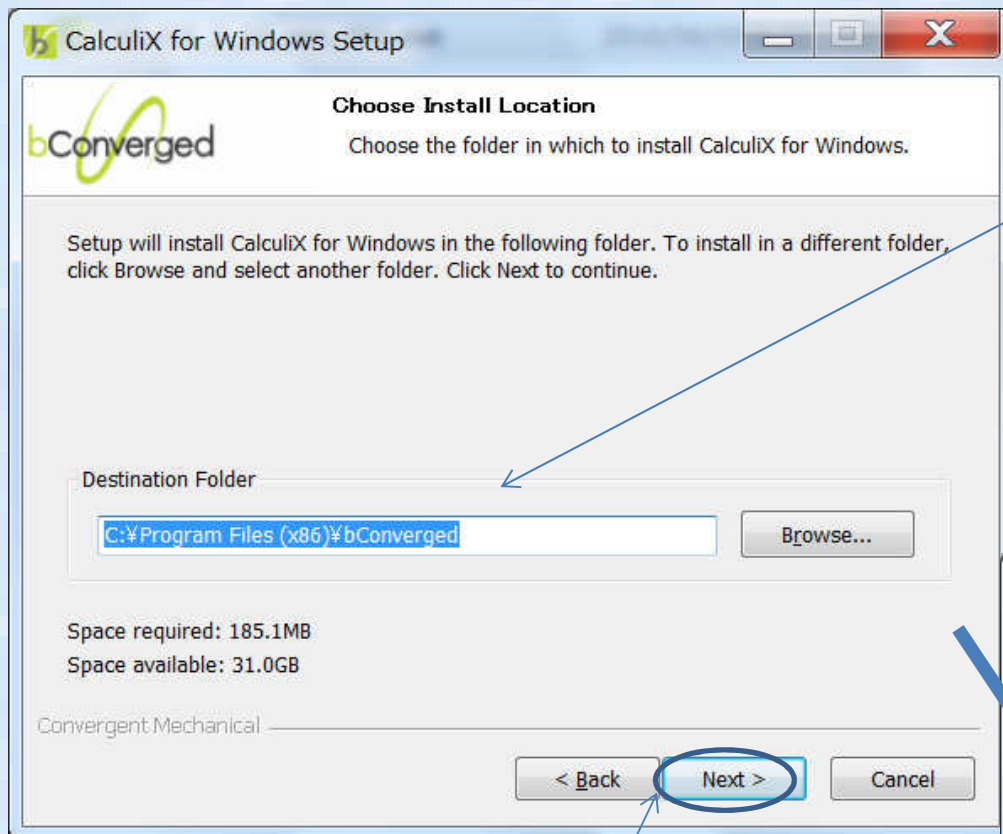 CalculiX for Windows Setup
bConverged
Choose Install Location
Choose the folder in which to install CalculiX for Windows.
Setup will install CalculiX for Windows in the following folder. To install in a different folder,
click Browse and select another folder. Click Next to continue.
Destination Folder
C:¥Program Files (x86)¥bConverged
Browse...
Space required: 185.1MB
Space available: 31.0GB
Convergent Mechanical
< Back
Next >
Cancel